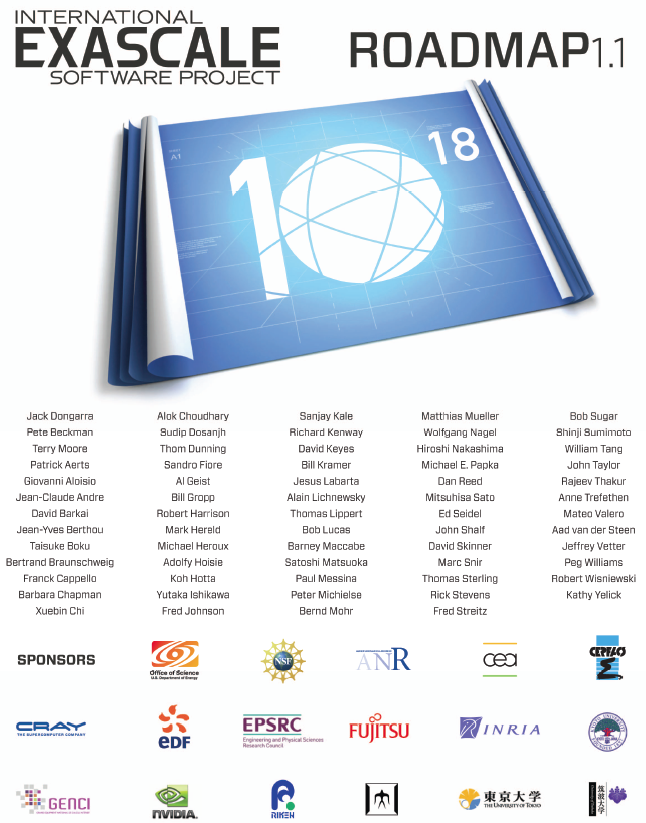 INTERNATIONAL
EXASCALE
SOFTWARE PROJECT
ROADMAP1.1
A1
10 18
Jack Dongarra
Pete Beckman
Terry Moore
Patrick Aerts
Giovanni Aloisio
Jean-Claude Andre
David Barkai
Jean-Yves Berthou
Taisuke Boku
Bertrand Braunschweig
Franck Cappello
Barbara Chapman
Xuebin Chi
Alok Choudhary
Sudip Dosanjh
Thom Dunning
Sandro Fiore
Al Geist
Bill Gropp
Robert Harrison
Mark Hereld
Michael Heroux
Adolfy Hoisie
Koh Hotta
Yutaka Ishikawa
Fred Johnson
Sanjay Kale
Richard Kenway
David Keyes
Bill Kramer
Jesus Labarta
Alain Lichnewsky
Thomas Lippert
Bob Lucas
Barney Maccabe
Satoshi Matsuoka
Paul Messina
Peter Michielse
Bernd Mohr
Matthias Mueller
Wolfgang Nagel
Hiroshi Nakashima
Michael E. Papka
Dan Reed
Mitsuhisa Sato
Ed Seidel
John Shalf
David Skinner
Marc Snir
Thomas Sterling
Rick Stevens
Fred Streitz
Bob Sugar
Shinji Sumimoto
William Tang
John Taylor
Rajeev Thakur
Anne Trefethen
Mateo Valero
Aad van der Steen
Jeffrey Vetter
Peg Williams
Robert Wisniewski
Kathy Yelick
SPONSORS
Office of Science
U.S. Department of Energy
NSF
ANR
cea
CERFACS
CRAY
THE SUPERCOMPUTER COMPANY
eDF
EPSRC
Engineering and Physical Sciences
Research Council
FUJITSU
INRIA
GENCI
NVIDIA.
RIKEN
東京大学
THE UNIVERSITY OF TOKYO
筑波大学